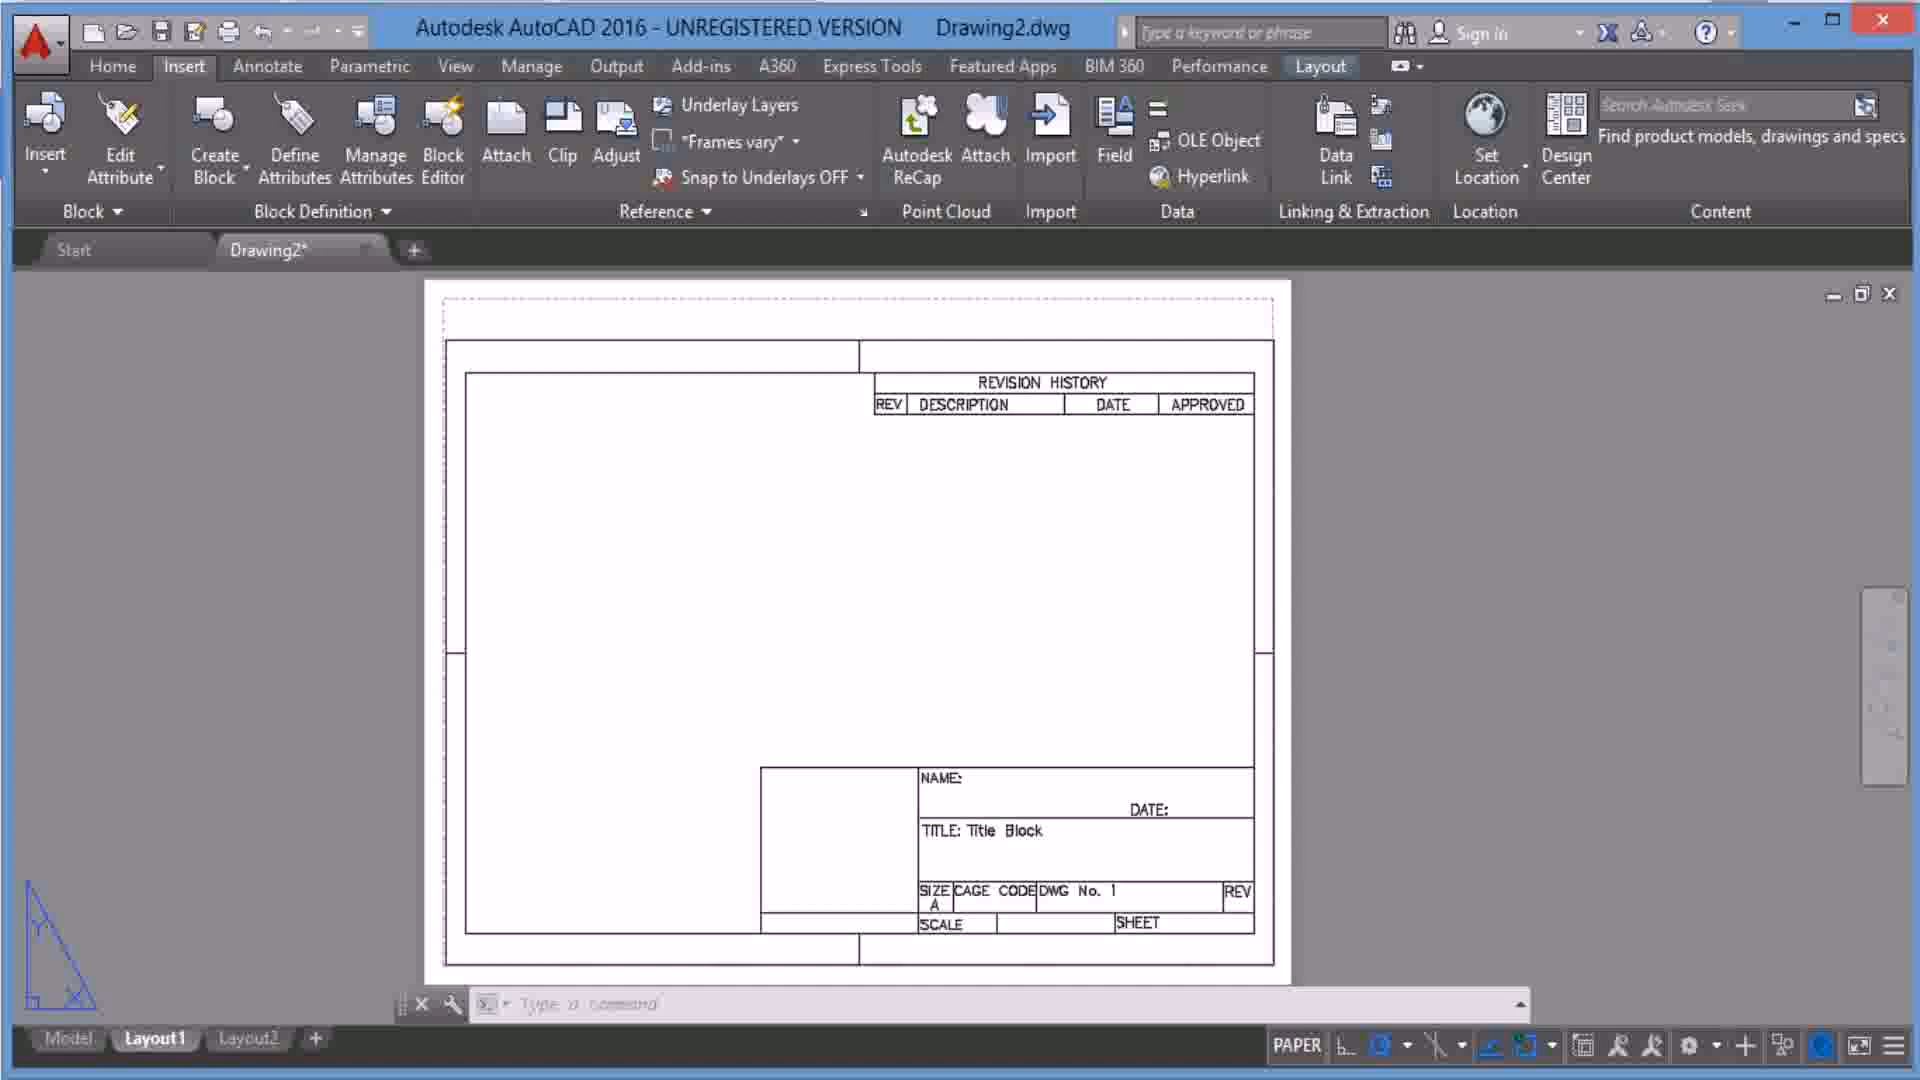 Autodesk AutoCAD 2016 - UNREGISTERED VERSION Drawing2.dwg
Type a keyword or phrase
Sign In
Home Insert Annotate Parametric View Manage Output Add-ins A360 Express Tools Featured Apps BIM 360 Performance Layout
Insert
Edit Attribute
Create Block
Define Attributes
Manage Attributes
Block Editor
Attach
Clip
Adjust
Underlay Layers
*Frames vary*
Snap to Underlays OFF
Autodesk ReCap
Attach
Import
Field
OLE Object
Hyperlink
Data Link
Set Location
Design Center
Search Autodesk Seek
Find product models, drawings and specs
Block Block Definition Reference Point Cloud Import Data Linking & Extraction Location Content
Start Drawing2*
REVISION HISTORY
REV DESCRIPTION DATE APPROVED
NAME:
DATE:
TITLE: Title Block
SIZE CAGE CODE DWG No. 1 REV
A
SCALE SHEET
Y
X
Type a command
Model Layout1 Layout2
PAPER